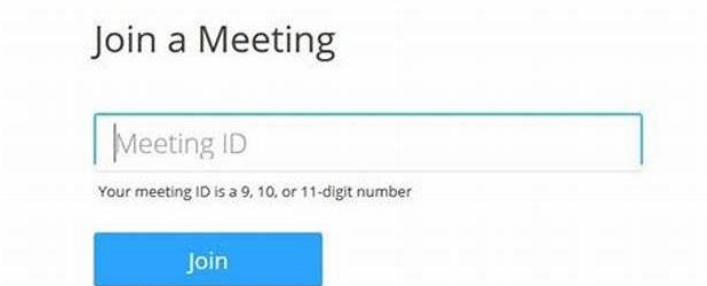 Join a Meeting
Meeting ID
Your meeting ID is a 9, 10, or 11-digit number
Join